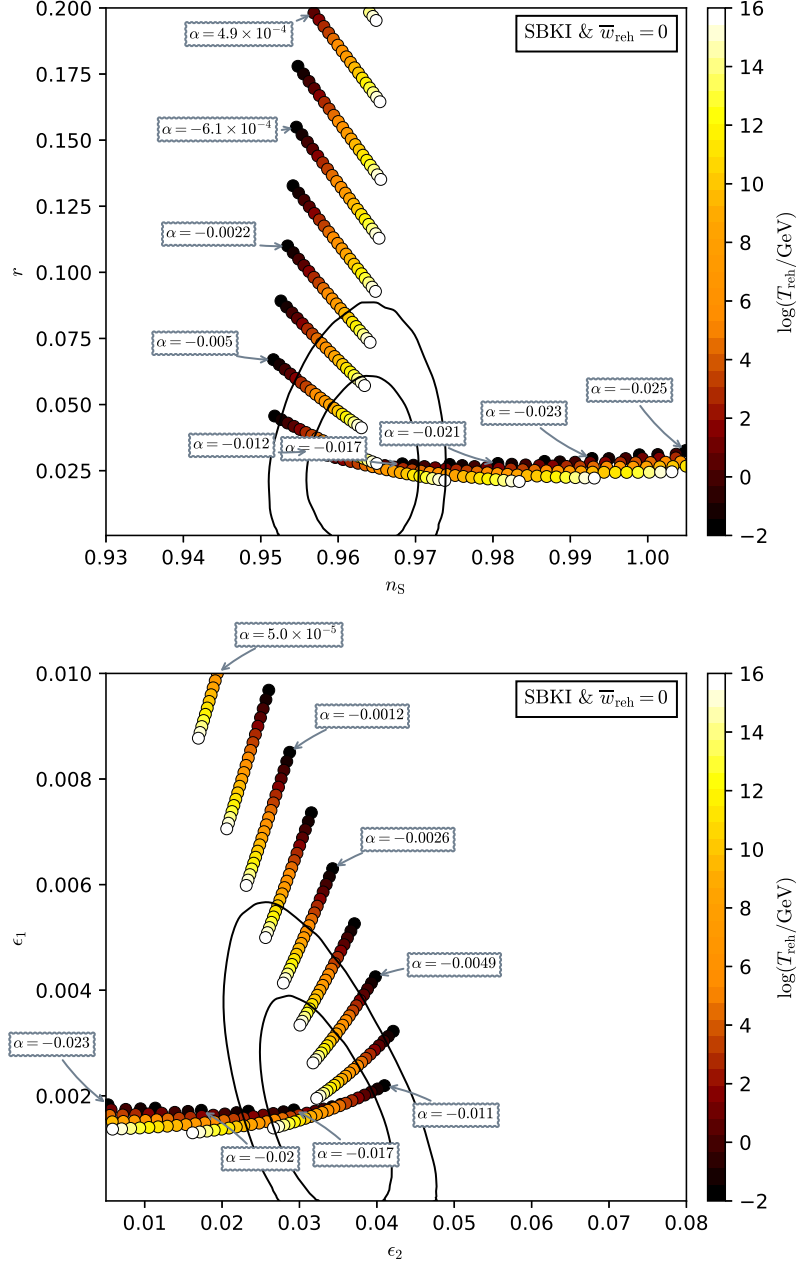 SBKI & w̅reh = 0
α = 4.9 × 10⁻⁴
α = −6.1 × 10⁻⁴
α = −0.0022
α = −0.005
α = −0.012
α = −0.017
α = −0.021
α = −0.023
α = −0.025
0.200
0.175
0.150
0.125
0.100
0.075
0.050
0.025
r
0.93 0.94 0.95 0.96 0.97 0.98 0.99 1.00
nS
16
14
12
10
8
6
4
2
0
−2
log(Treh/GeV)
α = 5.0 × 10⁻⁵
SBKI & w̅reh = 0
α = −0.0012
α = −0.0026
α = −0.0049
α = −0.023
α = −0.011
α = −0.02
α = −0.017
0.010
0.008
0.006
0.004
0.002
ϵ1
0.01 0.02 0.03 0.04 0.05 0.06 0.07 0.08
ϵ2
16
14
12
10
8
6
4
2
0
−2
log(Treh/GeV)